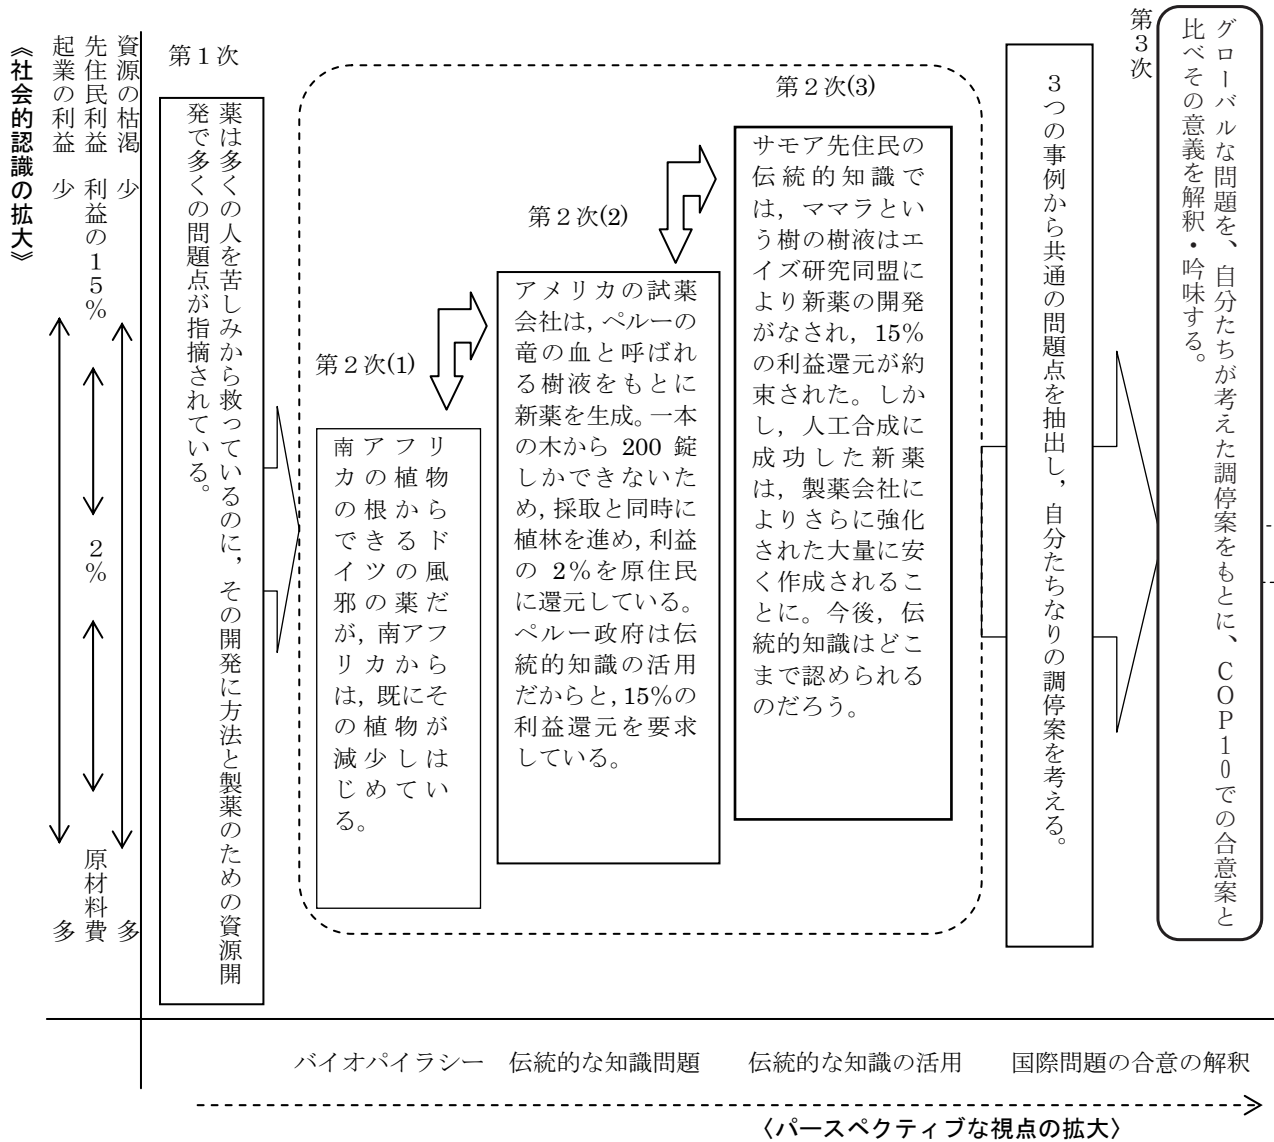 《社会的認識の拡大》
資源の枯渇　少　多
先住民利益　利益の１５％　２％　原材料費
起業の利益　少　多
第１次
薬は多くの人を苦しみから救っているのに，その開発に方法と製薬のための資源開
発で多くの問題点が指摘されている。
第２次(1)
南アフリ
カの植物
の根から
できるド
イツの風
邪の薬だ
が，南アフ
リカから
は，既にそ
の植物が
減少しは
じめてい
る。
第２次(2)
アメリカの試薬
会社は，ペルーの
竜の血と呼ばれ
る樹液をもとに
新薬を生成。一本
の木から 200 錠
しかできないた
め，採取と同時に
植林を進め，利益
の 2％を原住民
に還元している。
ペルー政府は伝
統的知識の活用
だからと，15％の
利益還元を要求
している。
第２次(3)
サモア先住民の
伝統的知識で
は，ママラとい
う樹の樹液はエ
イズ研究同盟に
より新薬の開発
がなされ，15％
の利益還元が約
束された。しか
し，人工合成に
成功した新薬
は，製薬会社に
よりさらに強化
された大量に安
く作成されるこ
とに。今後，伝
統的知識はどこ
まで認められる
のだろう。
３つの事例から共通の問題点を抽出し，自分たちなりの調停案を考える。
第３次
グローバルな問題を、自分たちが考えた調停案をもとに、ＣＯＰ１０での合意案と
比べその意義を解釈・吟味する。
バイオパイラシー　伝統的な知識問題　伝統的な知識の活用　国際問題の合意の解釈
〈パースペクティブな視点の拡大〉